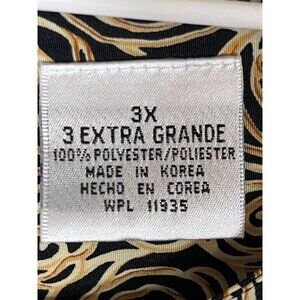 3X
3 EXTRA GRANDE
100% POLYESTER/POLIESTER
MADE IN KOREA
HECHO EN COREA
WPL 11935